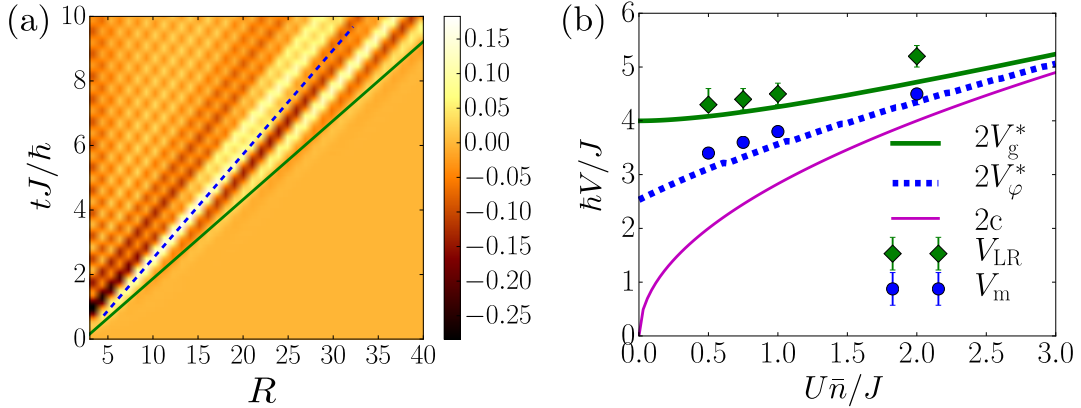 (a)
10
8
6
4
2
0
tJ/ħ
5 10 15 20 25 30 35 40
R
0.15
0.10
0.05
0.00
−0.05
−0.10
−0.15
−0.20
−0.25
(b)
6
5
4
3
2
1
0
ħV/J
0.0 0.5 1.0 1.5 2.0 2.5 3.0
Un̄/J
2V*g
2V*φ
2c
VLR
Vm